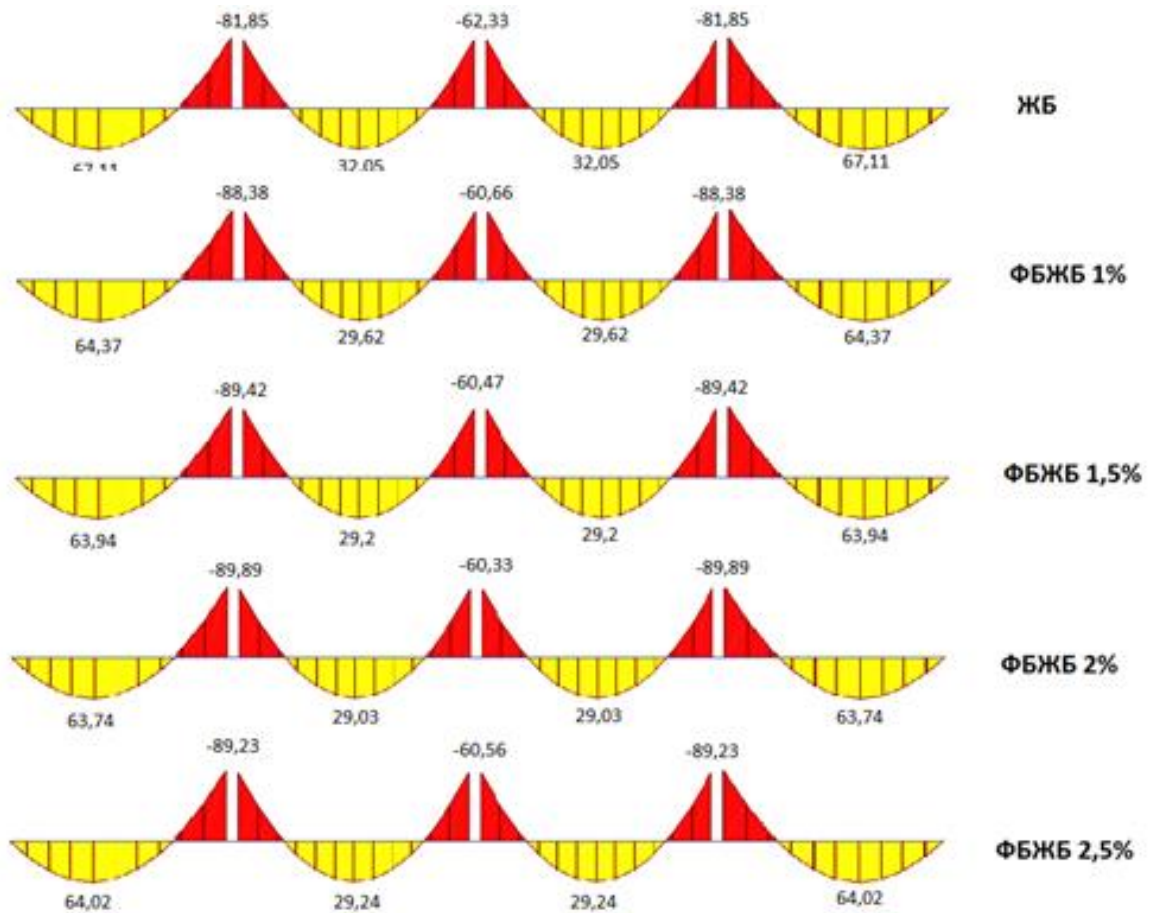 -81,85 -62,33 -81,85
ЖБ
67,11 32,05 32,05 67,11
-88,38 -60,66 -88,38
ФБЖБ 1%
64,37 29,62 29,62 64,37
-89,42 -60,47 -89,42
ФБЖБ 1,5%
63,94 29,2 29,2 63,94
-89,89 -60,33 -89,89
ФБЖБ 2%
63,74 29,03 29,03 63,74
-89,23 -60,56 -89,23
ФБЖБ 2,5%
64,02 29,24 29,24 64,02